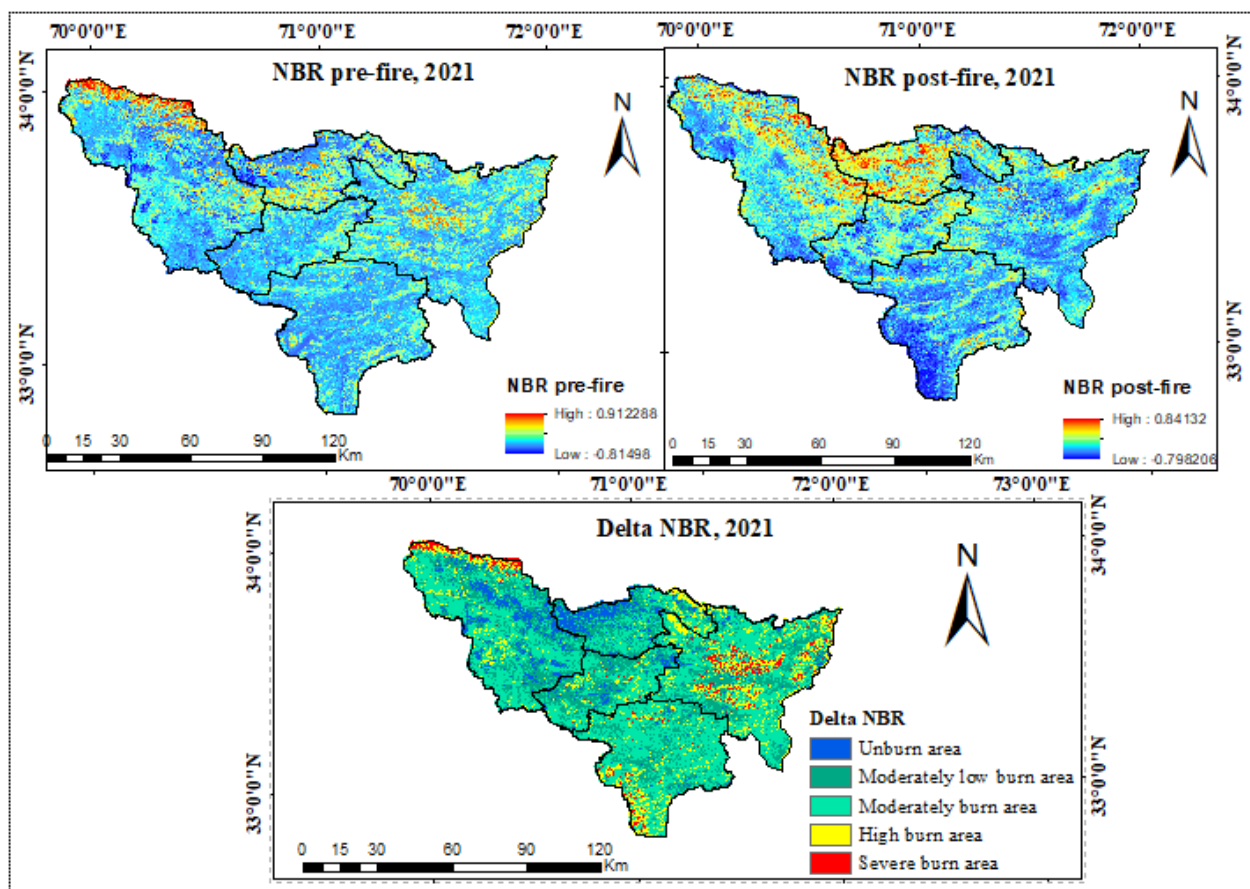 70°0'0"E 71°0'0"E 72°0'0"E
NBR pre-fire, 2021
N
34°0'0"N
33°0'0"N
NBR pre-fire
High : 0.912288
Low : -0.81498
0 15 30 60 90 120
Km
70°0'0"E 71°0'0"E 72°0'0"E
NBR post-fire, 2021
N
34°0'0"N
33°0'0"N
NBR post-fire
High : 0.84132
Low : -0.798206
0 15 30 60 90 120
Km
70°0'0"E 71°0'0"E 72°0'0"E 73°0'0"E
Delta NBR, 2021
N
34°0'0"N
34°0'0"N
33°0'0"N
33°0'0"N
Delta NBR
Unburn area
Moderately low burn area
Moderately burn area
High burn area
Severe burn area
0 15 30 60 90 120
Km